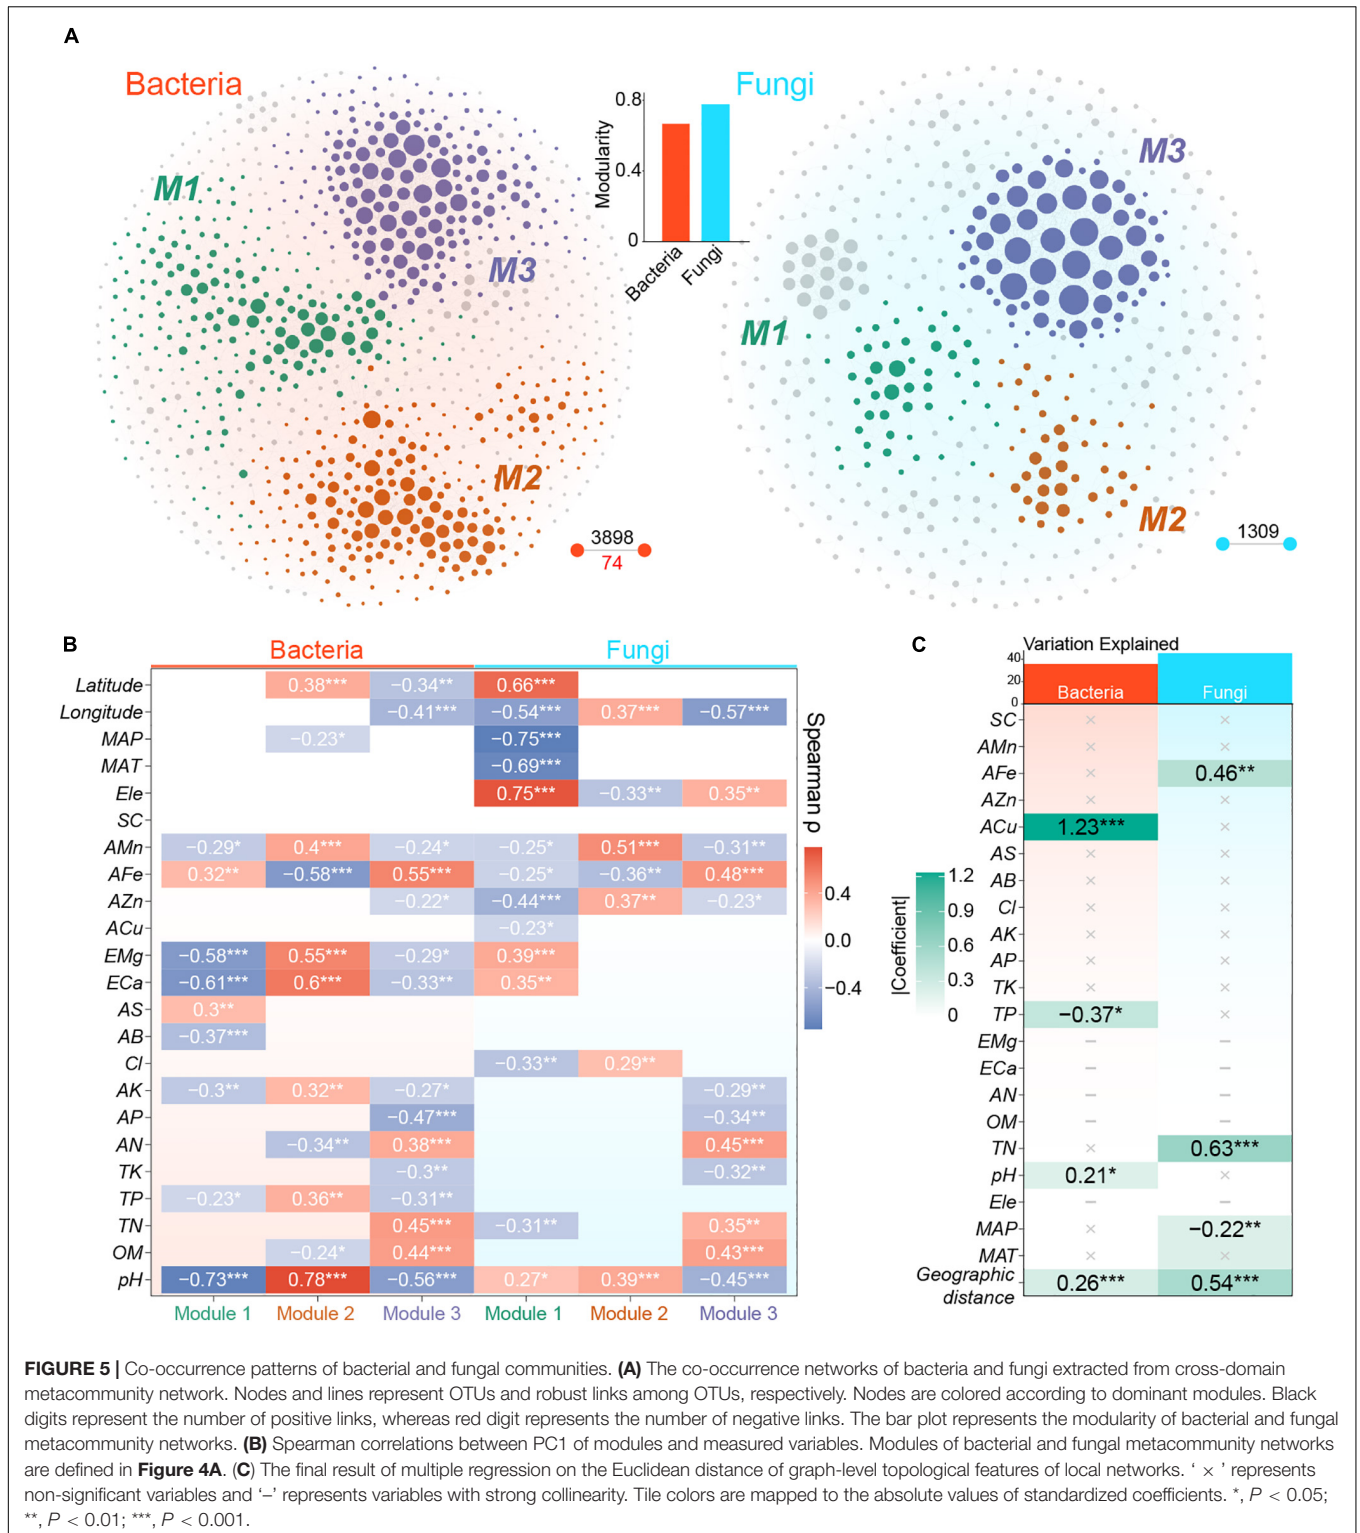 A
Bacteria
Fungi
0.8
0.4
0
Modularity
Bacteria
Fungi
M1
M3
M2
3898
74
M3
M1
M2
1309
B
Bacteria
Fungi
Latitude 0.38*** −0.34** 0.66***
Longitude −0.41*** −0.54*** 0.37*** −0.57***
MAP −0.23* −0.75***
MAT −0.69***
Ele 0.75*** −0.33** 0.35**
SC
AMn −0.29* 0.4*** −0.24* −0.25* 0.51*** −0.31**
AFe 0.32** −0.58*** 0.55*** −0.25* −0.36** 0.48***
AZn −0.22* −0.44*** 0.37** −0.23*
ACu −0.23*
EMg −0.58*** 0.55*** −0.29* 0.39***
ECa −0.61*** 0.6*** −0.33** 0.35**
AS 0.3**
AB −0.37***
Cl −0.33** 0.29**
AK −0.3** 0.32** −0.27* −0.29**
AP −0.47*** −0.34**
AN −0.34** 0.38*** 0.45***
TK −0.3** −0.32**
TP −0.23* 0.36** −0.31**
TN 0.45*** −0.31** 0.35**
OM −0.24* 0.44*** 0.43***
pH −0.73*** 0.78*** −0.56*** 0.27* 0.39*** −0.45***
Module 1 Module 2 Module 3 Module 1 Module 2 Module 3
Spearman ρ
0.4
0.0
−0.4
C
Variation Explained
40
20
0
Bacteria Fungi
SC × ×
AMn × ×
AFe × 0.46**
AZn × ×
ACu 1.23*** ×
AS × ×
AB × ×
Cl × ×
AK × ×
AP × ×
TK × ×
TP −0.37* ×
EMg – –
ECa – –
AN – –
OM – –
TN × 0.63***
pH 0.21* ×
Ele – –
MAP × −0.22**
MAT × ×
Geographic
distance 0.26*** 0.54***
|Coefficient|
1.2
0.9
0.6
0.3
0
FIGURE 5 | Co-occurrence patterns of bacterial and fungal communities. (A) The co-occurrence networks of bacteria and fungi extracted from cross-domain
metacommunity network. Nodes and lines represent OTUs and robust links among OTUs, respectively. Nodes are colored according to dominant modules. Black
digits represent the number of positive links, whereas red digit represents the number of negative links. The bar plot represents the modularity of bacterial and fungal
metacommunity networks. (B) Spearman correlations between PC1 of modules and measured variables. Modules of bacterial and fungal metacommunity networks
are defined in Figure 4A. (C) The final result of multiple regression on the Euclidean distance of graph-level topological features of local networks. ‘ × ’ represents
non-significant variables and ‘–’ represents variables with strong collinearity. Tile colors are mapped to the absolute values of standardized coefficients. *, P < 0.05;
**, P < 0.01; ***, P < 0.001.